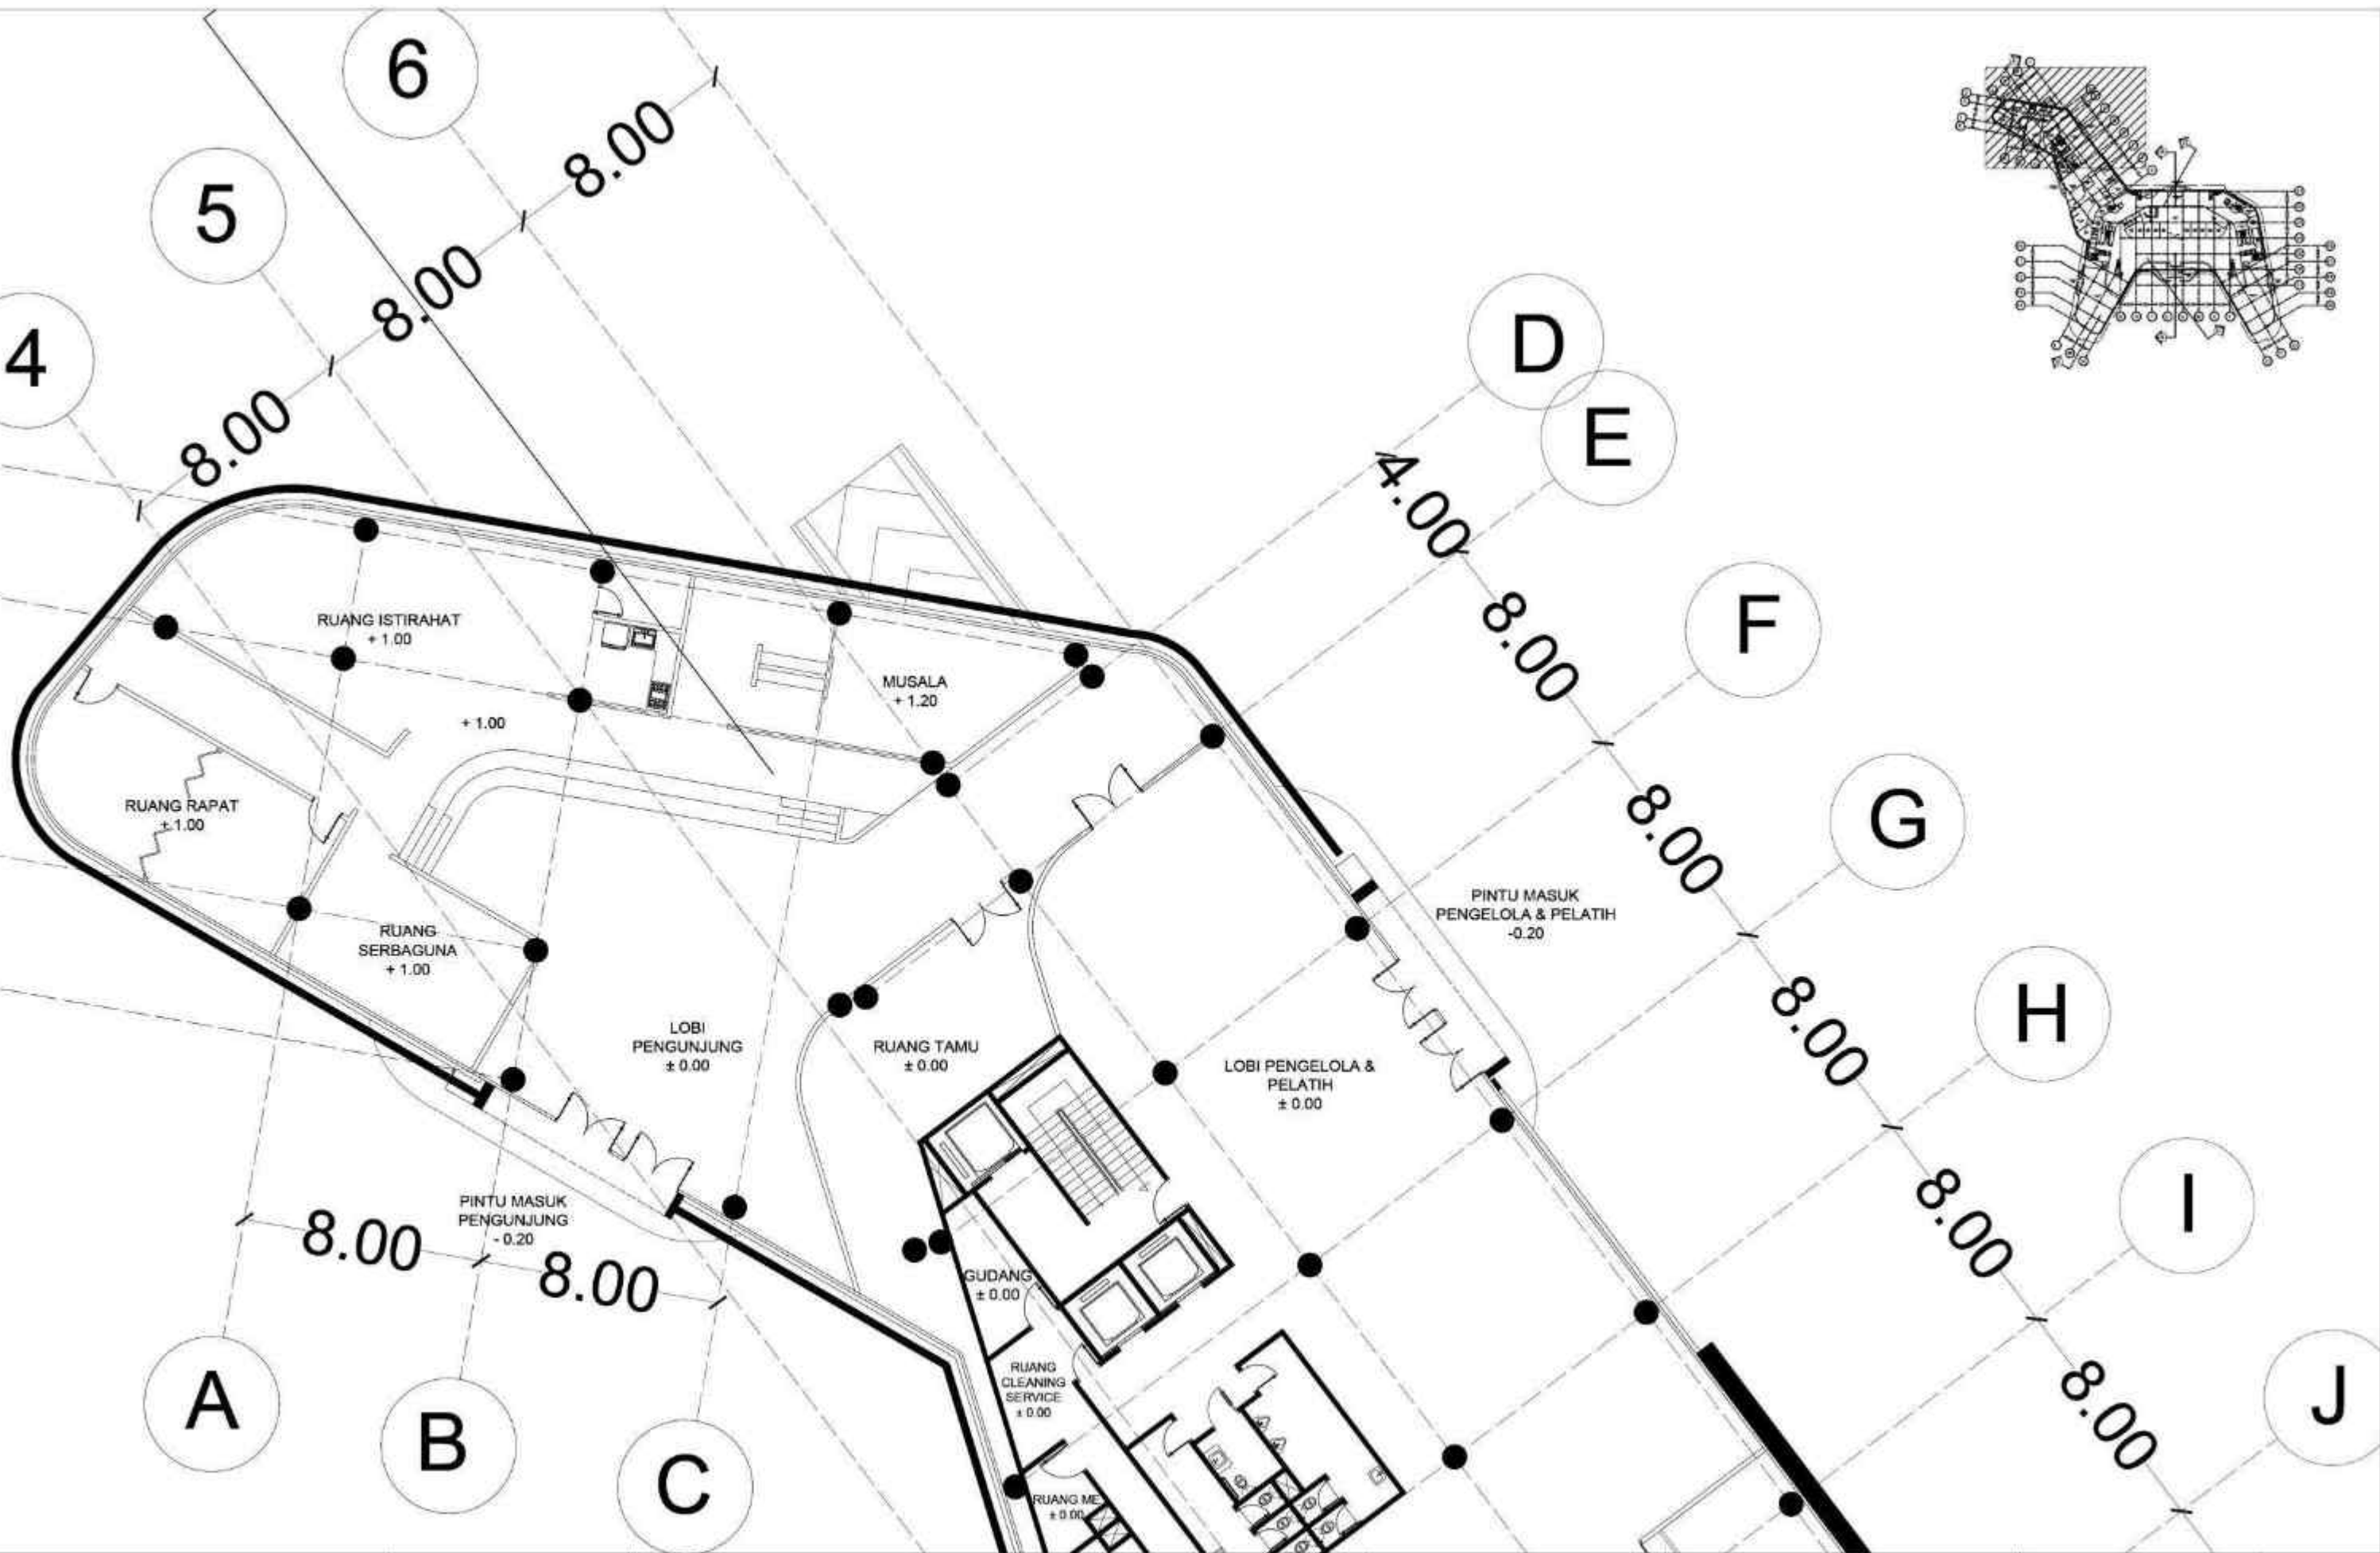 6
5
4
8.00
8.00
8.00
D
E
F
G
H
I
J
4.00
8.00
8.00
8.00
8.00
8.00
RUANG ISTIRAHAT
+ 1.00
MUSALA
+ 1.20
+ 1.00
RUANG RAPAT
+ 1.00
RUANG
SERBAGUNA
+ 1.00
LOBI
PENGUNJUNG
± 0.00
RUANG TAMU
± 0.00
LOBI PENGELOLA &
PELATIH
± 0.00
PINTU MASUK
PENGELOLA & PELATIH
-0.20
PINTU MASUK
PENGUNJUNG
- 0.20
GUDANG
± 0.00
RUANG
CLEANING
SERVICE
± 0.00
RUANG ME
± 0.00
8.00
8.00
A
B
C